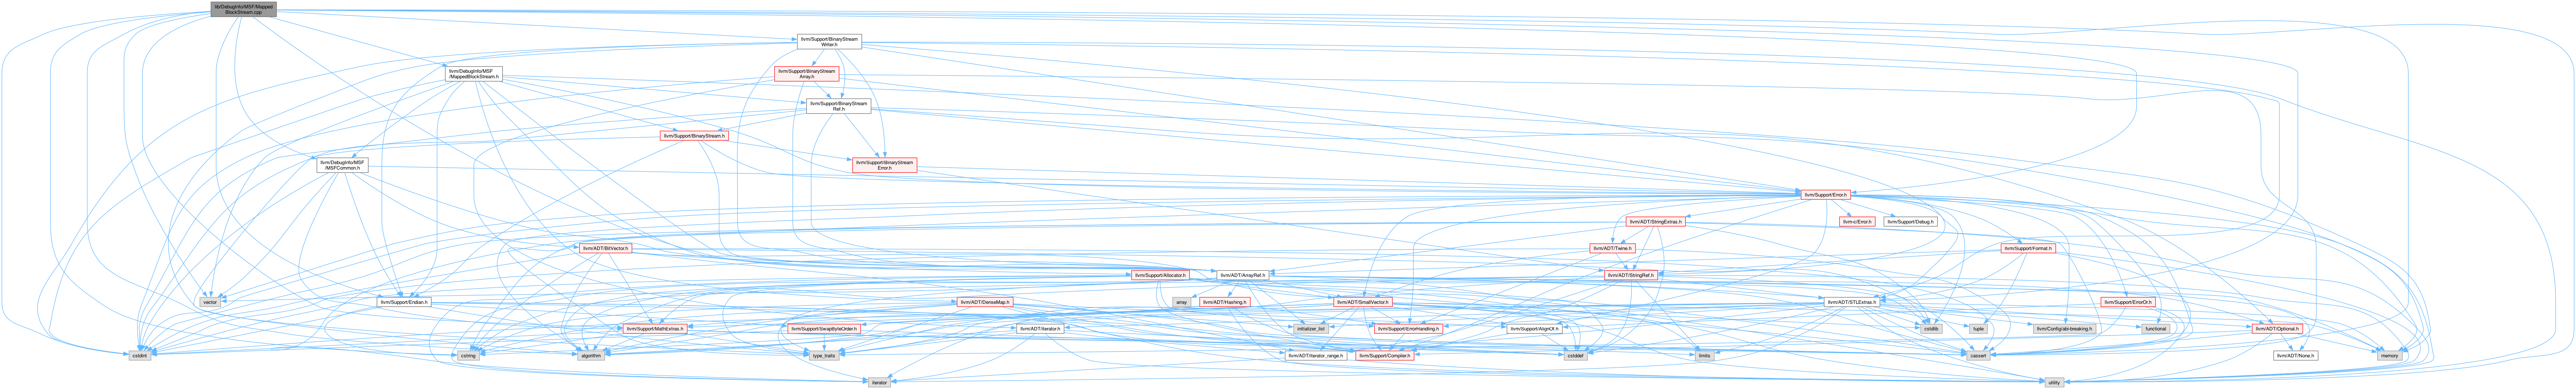 lib/DebugInfo/MSF/Mapped
BlockStream.cpp
llvm/Support/BinaryStream
Writer.h
llvm/DebugInfo/MSF
/MappedBlockStream.h
llvm/Support/BinaryStream
Array.h
llvm/Support/BinaryStream
Ref.h
llvm/Support/BinaryStream.h
llvm/DebugInfo/MSF
/MSFCommon.h
llvm/Support/BinaryStream
Error.h
llvm/Support/Error.h
llvm/ADT/StringExtras.h
llvm-c/Error.h
llvm/Support/Debug.h
llvm/ADT/BitVector.h
llvm/ADT/Twine.h
llvm/Support/Format.h
llvm/Support/Allocator.h
llvm/ADT/ArrayRef.h
llvm/ADT/StringRef.h
vector
llvm/Support/Endian.h
llvm/ADT/DenseMap.h
array
llvm/ADT/Hashing.h
llvm/ADT/SmallVector.h
llvm/ADT/STLExtras.h
llvm/Support/ErrorOr.h
llvm/Support/MathExtras.h
llvm/Support/SwapByteOrder.h
llvm/ADT/iterator.h
initializer_list
llvm/Support/ErrorHandling.h
llvm/Support/AlignOf.h
cstdlib
tuple
llvm/Config/abi-breaking.h
functional
llvm/ADT/Optional.h
cstdint
cstring
algorithm
type_traits
llvm/ADT/iterator_range.h
llvm/Support/Compiler.h
cstddef
limits
cassert
llvm/ADT/None.h
memory
iterator
utility